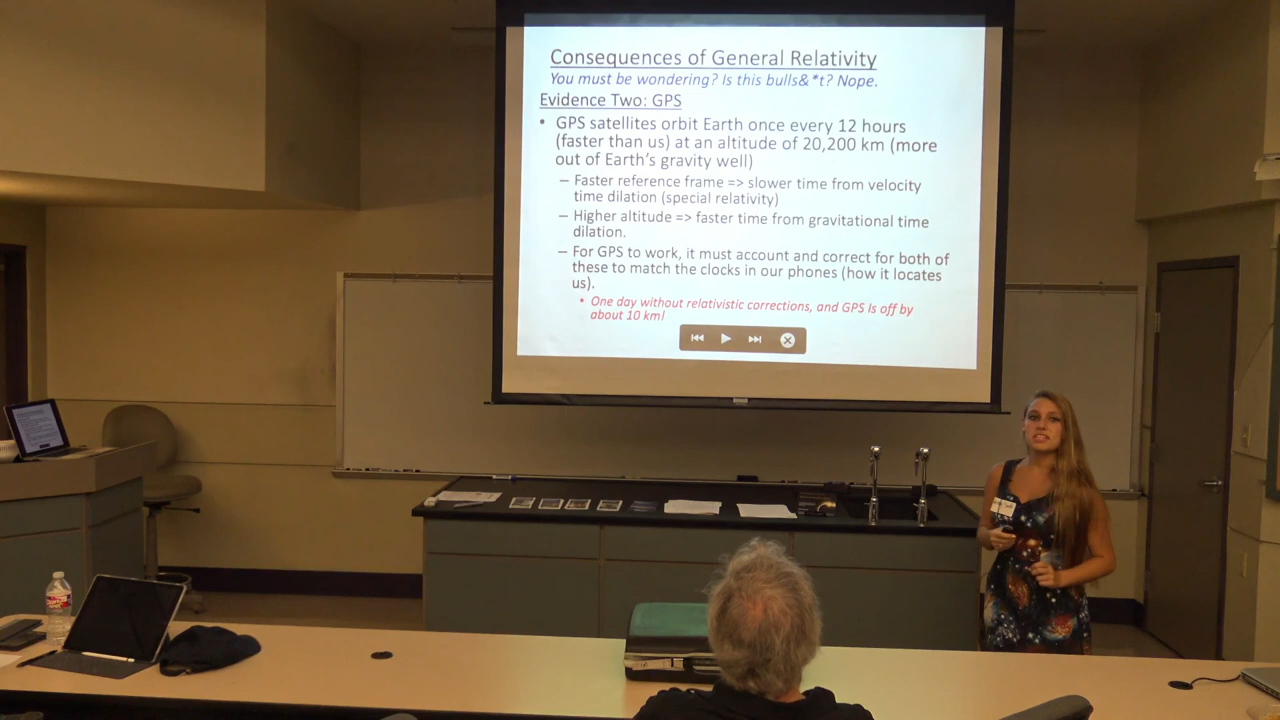 Consequences of General Relativity
You must be wondering? Is this bulls&*t? Nope.
Evidence Two: GPS
• GPS satellites orbit Earth once every 12 hours
(faster than us) at an altitude of 20,200 km (more
out of Earth's gravity well)
– Faster reference frame => slower time from velocity
time dilation (special relativity)
– Higher altitude => faster time from gravitational time
dilation.
– For GPS to work, it must account and correct for both of
these to match the clocks in our phones (how it locates
us).
• One day without relativistic corrections, and GPS is off by
about 10 km!